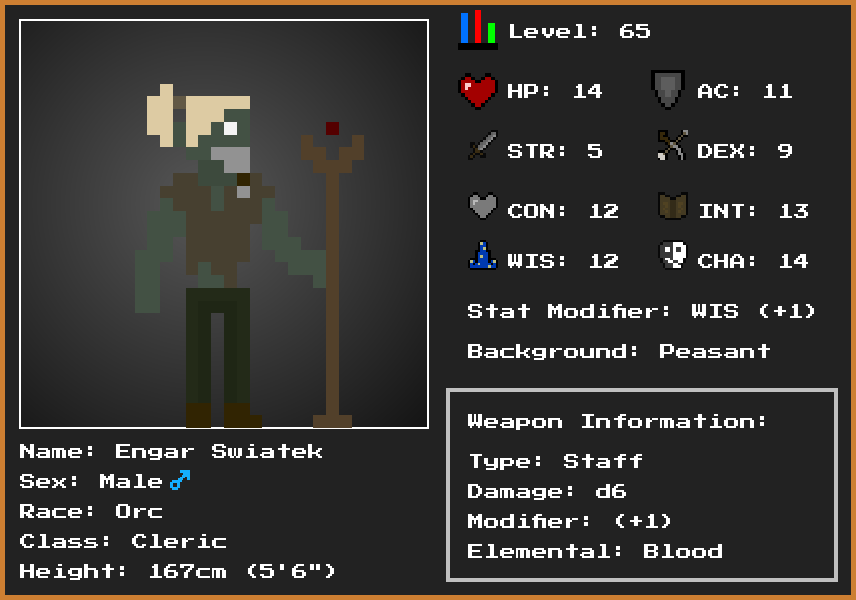 Level: 65
HP: 14
AC: 11
STR: 5
DEX: 9
CON: 12
INT: 13
WIS: 12
CHA: 14
Stat Modifier: WIS (+1)
Background: Peasant
Weapon Information:
Type: Staff
Damage: d6
Modifier: (+1)
Elemental: Blood
Name: Engar Swiatek
Sex: Male ♂
Race: Orc
Class: Cleric
Height: 167cm (5'6")